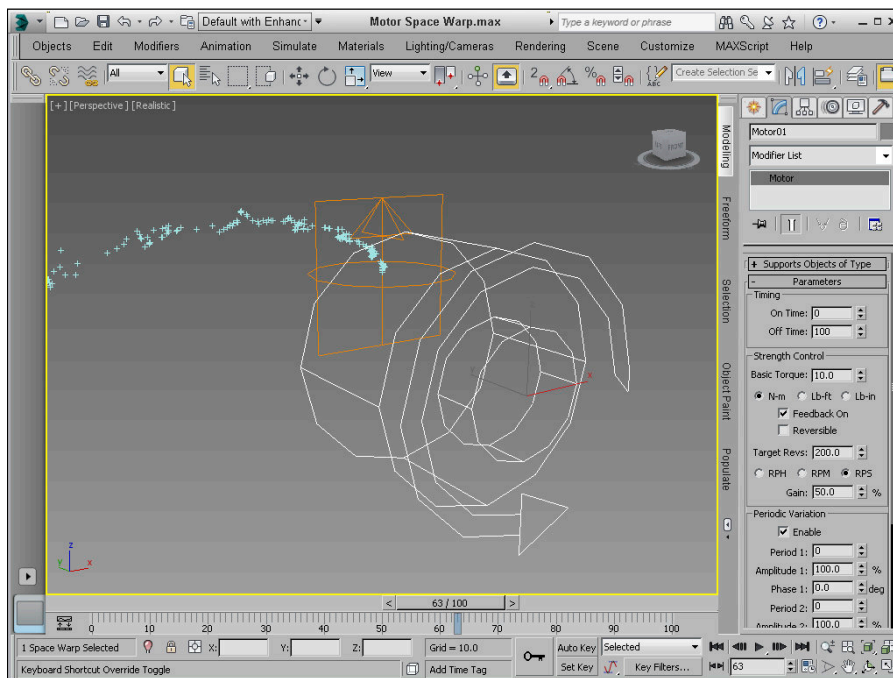 Default with Enhanc
Motor Space Warp.max
Type a keyword or phrase
Objects Edit Modifiers Animation Simulate Materials Lighting/Cameras Rendering Scene Customize MAXScript Help
All
View
2
%
ABC
Create Selection Se
[+] [Perspective] [Realistic]
Modeling
Freeform
Selection
Object Paint
Populate
x
z
y x
Motor01
Modifier List
Motor
+ Supports Objects of Type
- Parameters
Timing
On Time: 0
Off Time: 100
Strength Control
Basic Torque: 10.0
N-m Lb-ft Lb-in
Feedback On
Reversible
Target Revs: 200.0
RPH RPM RPS
Gain: 50.0 %
Periodic Variation
Enable
Period 1: 0
Amplitude 1: 100.0 %
Phase 1: 0.0 deg
Period 2: 0
Amplitude 2: 100.0 %
< 63 / 100 >
0 10 20 30 40 50 60 70 80 90 100
1 Space Warp Selected X: Y: Z: Grid = 10.0 Auto Key Selected
Keyboard Shortcut Override Toggle Add Time Tag Set Key Key Filters... 63